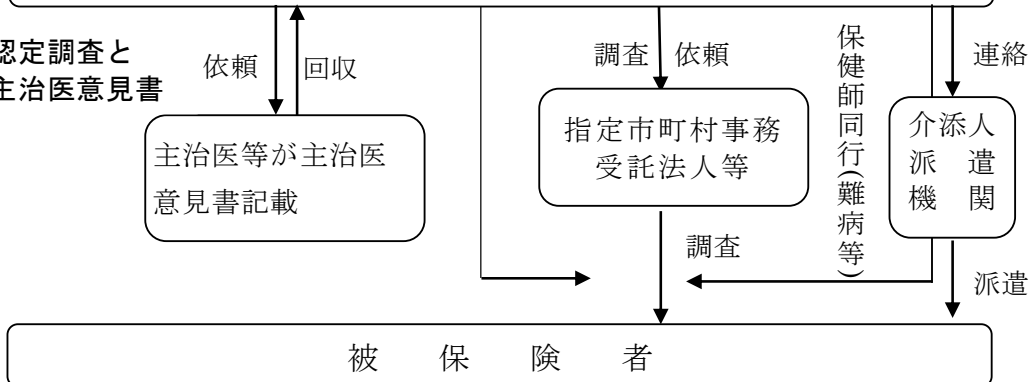 認定調査と
主治医意見書
依頼
回収
調査
依頼
保健師同行(難病等)
連絡
主治医等が主治医
意見書記載
指定市町村事務
受託法人等
介添人
派遣
機関
調査
派遣
被保険者